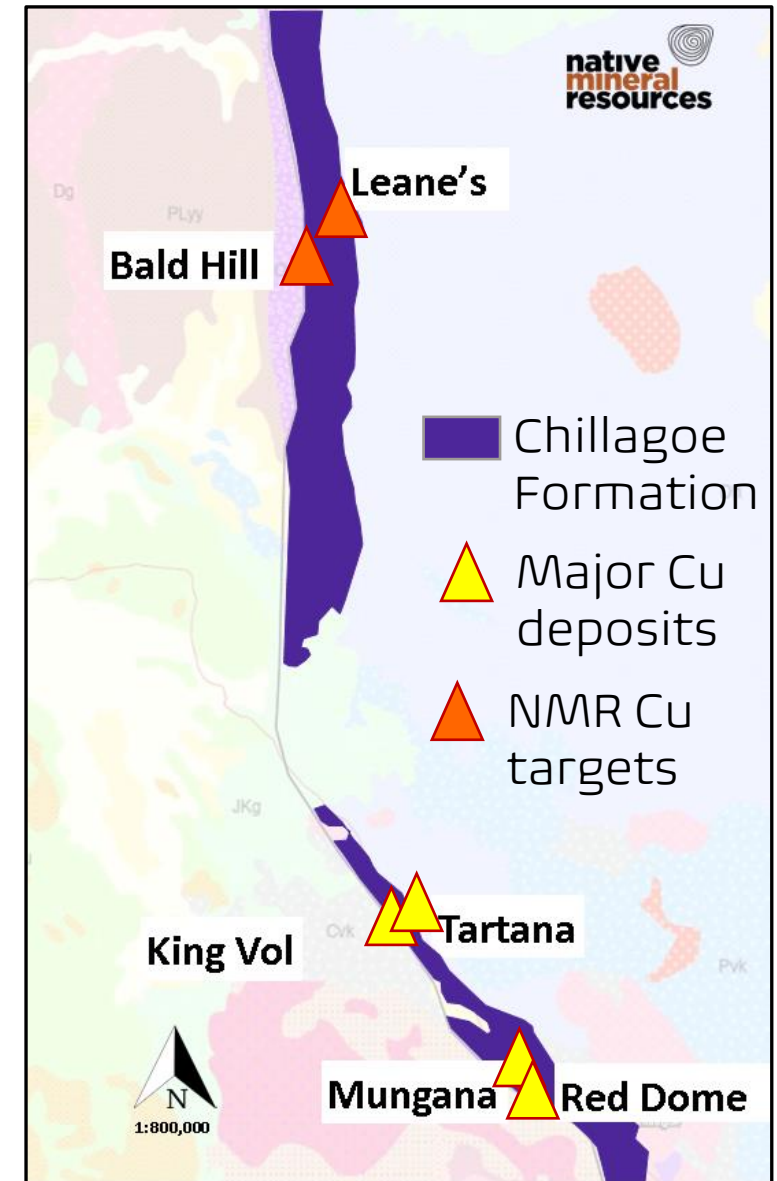 native
mineral
resources
Leane's
Dg
PLyy
Bald Hill
Chillagoe
Formation
Major Cu
deposits
NMR Cu
targets
JKg
Cvk
Tartana
King Vol
Pvk
N
1:800,000
Mungana
Red Dome